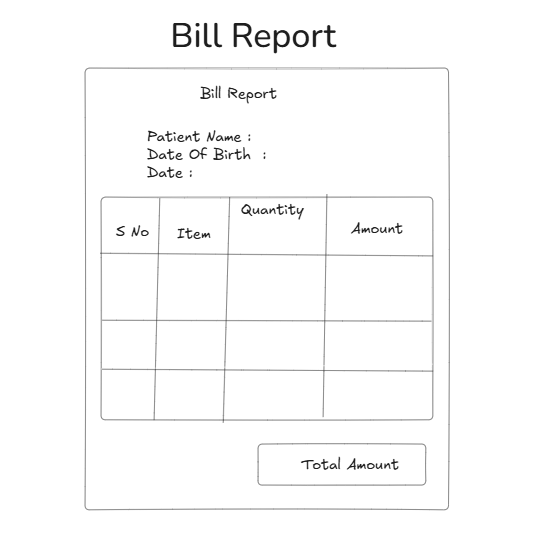 Bill Report
Bill Report
Patient Name :
Date Of Birth :
Date :
S No Item Quantity Amount
Total Amount